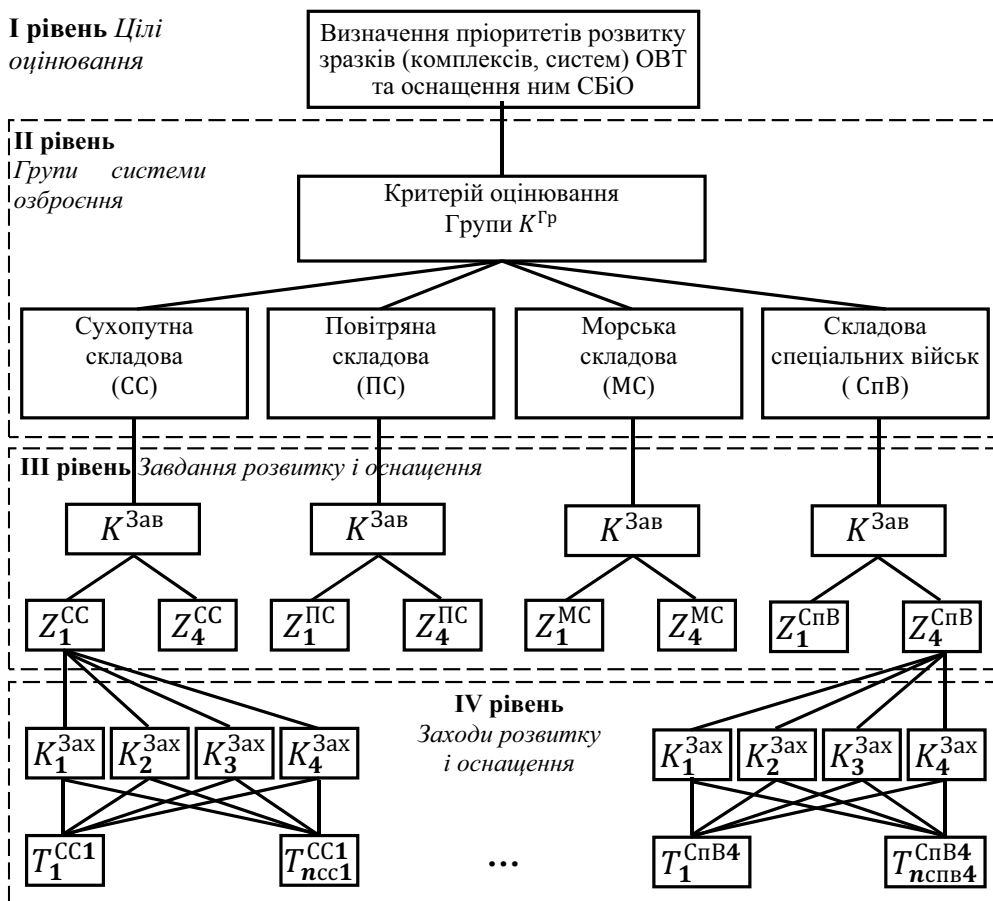 I рівень Цілі
оцінювання
Визначення пріоритетів розвитку
зразків (комплексів, систем) ОВТ
та оснащення ним СБіО
II рівень
Групи системи
озброєння
Критерій оцінювання
Групи K^Гр
Сухопутна
складова
(СС)
Повітряна
складова
(ПС)
Морська
складова
(МС)
Складова
спеціальних військ
( СпВ)
III рівень Завдання розвитку і оснащення
K^Зав K^Зав K^Зав K^Зав
Z_1^СС Z_4^СС Z_1^ПС Z_4^ПС Z_1^МС Z_4^МС Z_1^СпВ Z_4^СпВ
IV рівень
Заходи розвитку
і оснащення
K_1^Зах K_2^Зах K_3^Зах K_4^Зах K_1^Зах K_2^Зах K_3^Зах K_4^Зах
T_1^СС1 T_nсс1^СС1 ... T_1^СпВ4 T_nспв4^СпВ4